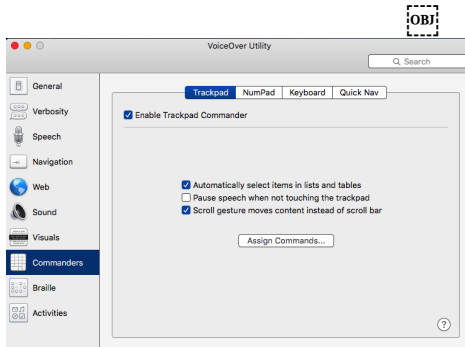 OBJ
VoiceOver Utility
Search
General
Verbosity
Speech
Navigation
Web
Sound
Visuals
Commanders
Braille
Activities
Trackpad NumPad Keyboard Quick Nav
Enable Trackpad Commander
Automatically select items in lists and tables
Pause speech when not touching the trackpad
Scroll gesture moves content instead of scroll bar
Assign Commands...
?